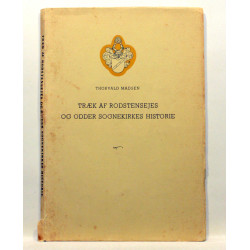 THORVALD MADSEN
TRÆK AF RODSTENSEJES
OG ODDER SOGNEKIRKES HISTORIE